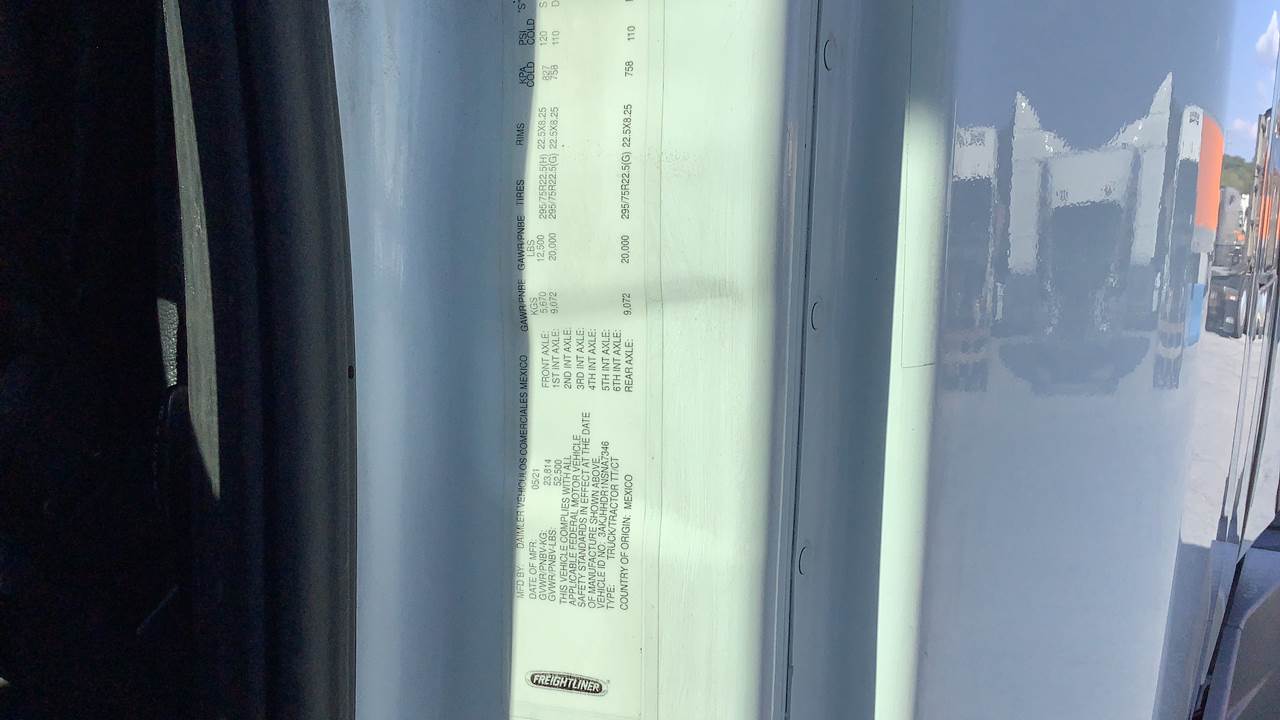 MFD BY: DAIMLER VEHICULOS COMERCIALES MEXICO
DATE OF MFR: 05/21
GVWR/PNBV-KG: 23,814
GVWR/PNBV-LBS: 52,500
THIS VEHICLE COMPLIES WITH ALL
APPLICABLE FEDERAL MOTOR VEHICLE
SAFETY STANDARDS IN EFFECT AT THE DATE
OF MANUFACTURE SHOWN ABOVE.
VEHICLE ID NO: 3AKJHHDR1NSNA7346
TYPE: TRUCK/TRACTOR TT/CT
COUNTRY OF ORIGIN: MEXICO
GAWR/PNBE KGS GAWR/PNBE LBS TIRES RIMS KPA COLD PSI COLD "S"
FRONT AXLE: 5,670 12,500 295/75R22.5(H) 22.5X8.25 827 120 S
1ST INT AXLE: 9,072 20,000 295/75R22.5(G) 22.5X8.25 758 110 D
2ND INT AXLE:
3RD INT AXLE:
4TH INT AXLE:
5TH INT AXLE:
6TH INT AXLE:
REAR AXLE: 9,072 20,000 295/75R22.5(G) 22.5X8.25 758 110
FREIGHTLINER